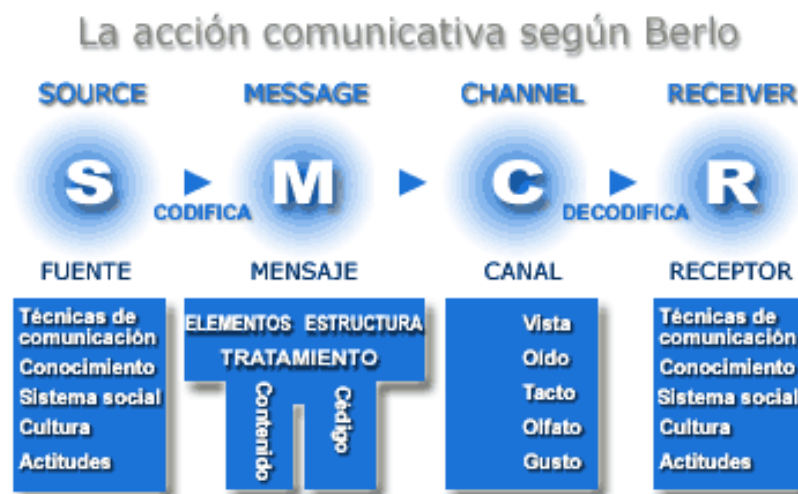 La acción comunicativa según Berlo
SOURCE MESSAGE CHANNEL RECEIVER
S M C R
CODIFICA DECODIFICA
FUENTE MENSAJE CANAL RECEPTOR
Técnicas de
comunicación
Conocimiento
Sistema social
Cultura
Actitudes
ELEMENTOS ESTRUCTURA
TRATAMIENTO
Contenido
Código
Vista
Oído
Tacto
Olfato
Gusto
Técnicas de
comunicación
Conocimiento
Sistema social
Cultura
Actitudes